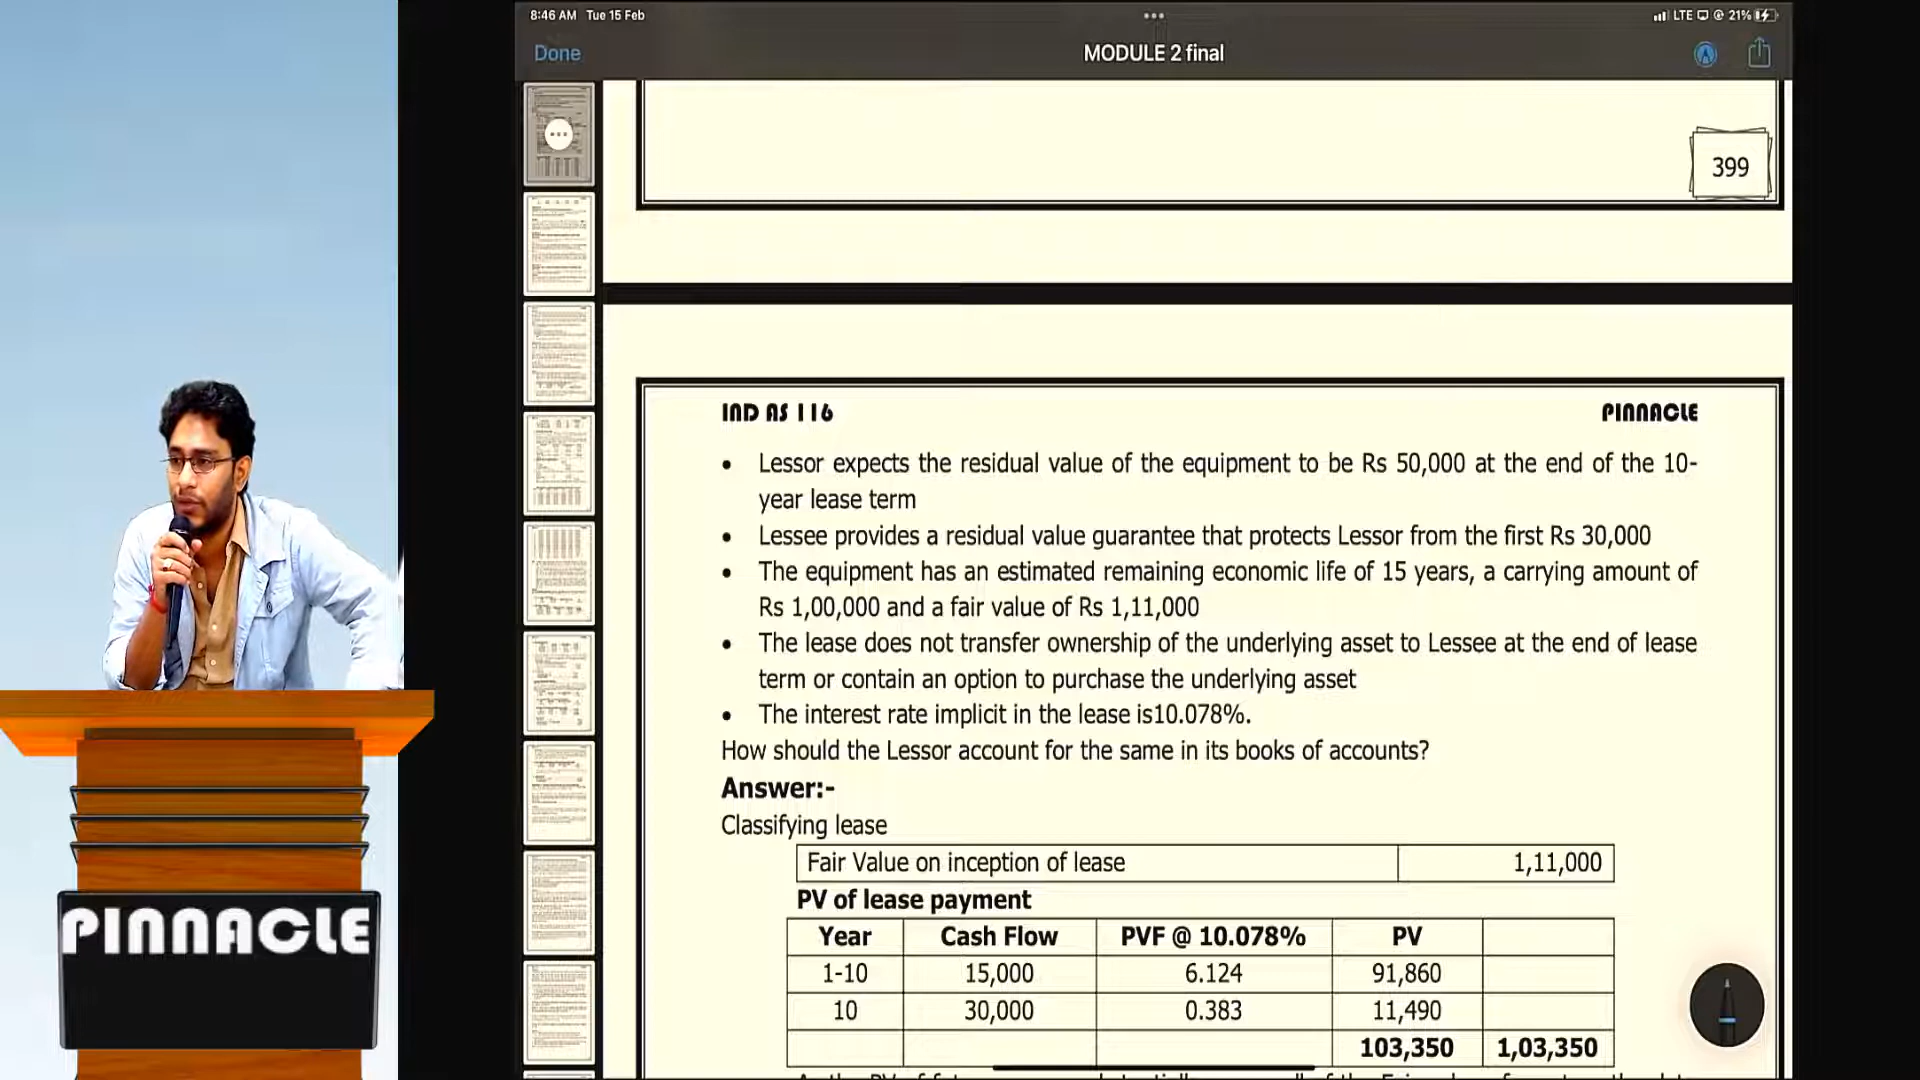 8:46 AM Tue 15 Feb
LTE 21%
Done
MODULE 2 final
399
IND AS 116
PINNACLE
• Lessor expects the residual value of the equipment to be Rs 50,000 at the end of the 10-
year lease term
• Lessee provides a residual value guarantee that protects Lessor from the first Rs 30,000
• The equipment has an estimated remaining economic life of 15 years, a carrying amount of
Rs 1,00,000 and a fair value of Rs 1,11,000
• The lease does not transfer ownership of the underlying asset to Lessee at the end of lease
term or contain an option to purchase the underlying asset
• The interest rate implicit in the lease is10.078%.
How should the Lessor account for the same in its books of accounts?
Answer:-
Classifying lease
Fair Value on inception of lease 1,11,000
PV of lease payment
Year Cash Flow PVF @ 10.078% PV
1-10 15,000 6.124 91,860
10 30,000 0.383 11,490
103,350 1,03,350
PINNACLE